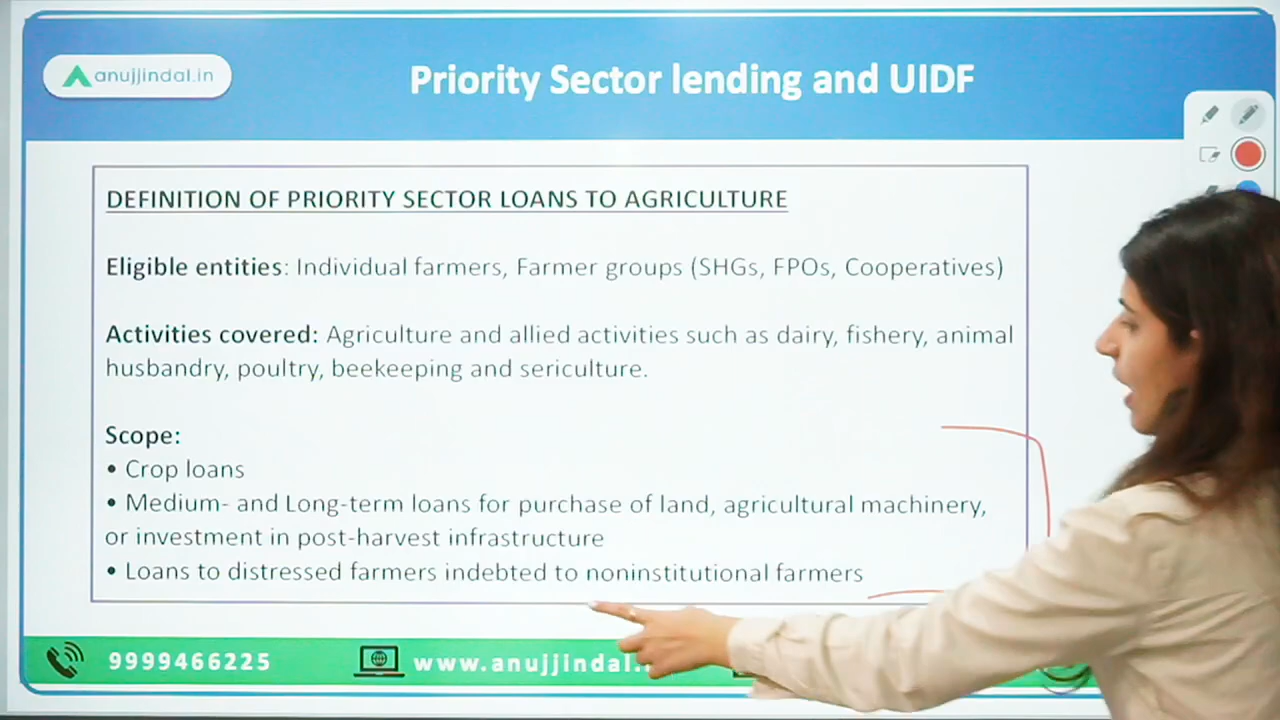 anujjindal.in
Priority Sector lending and UIDF
DEFINITION OF PRIORITY SECTOR LOANS TO AGRICULTURE
Eligible entities: Individual farmers, Farmer groups (SHGs, FPOs, Cooperatives)
Activities covered: Agriculture and allied activities such as dairy, fishery, animal
husbandry, poultry, beekeeping and sericulture.
Scope:
• Crop loans
• Medium- and Long-term loans for purchase of land, agricultural machinery,
or investment in post-harvest infrastructure
• Loans to distressed farmers indebted to noninstitutional farmers
9999466225
www.anujjindal.